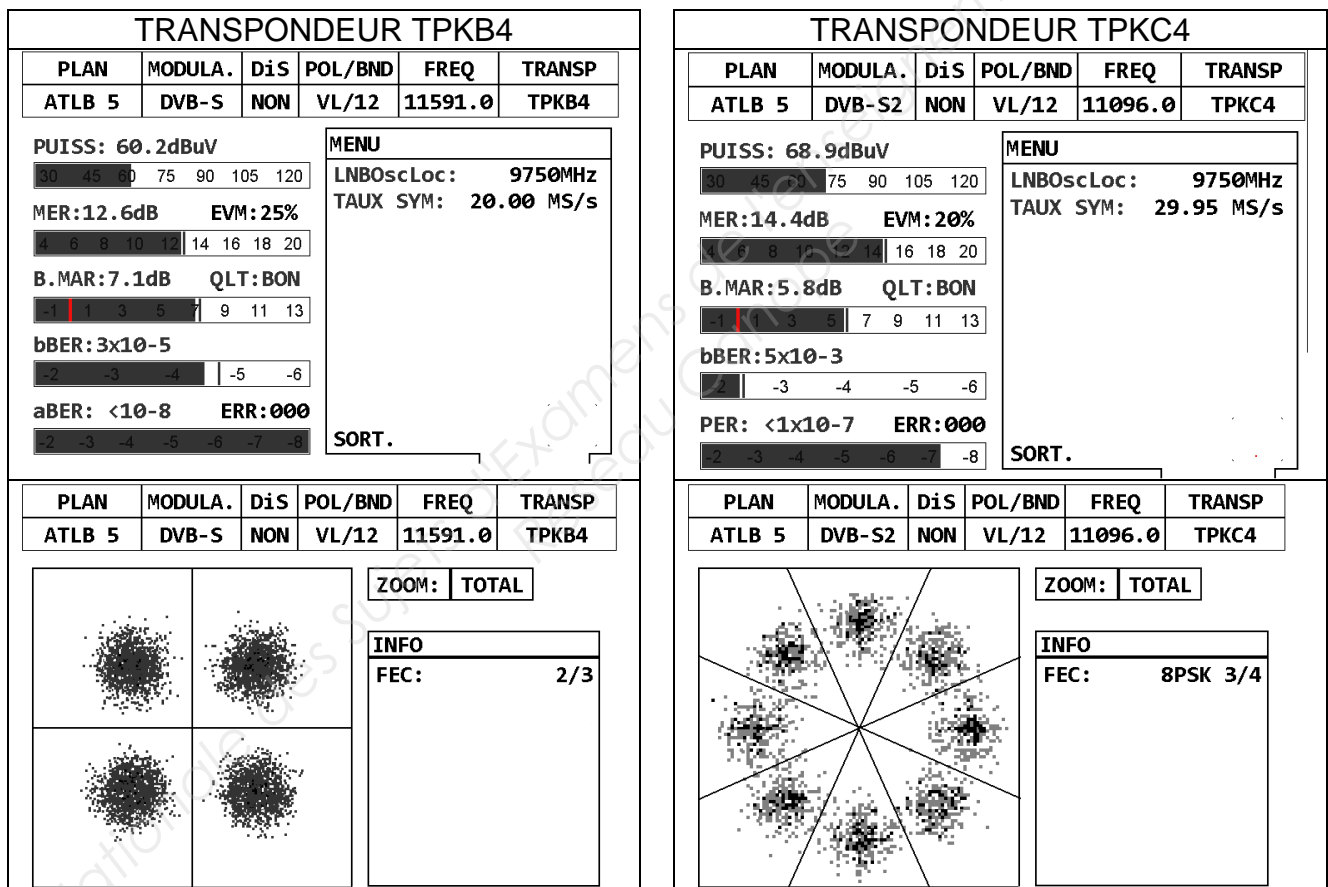 TRANSPONDEUR TPKB4
PLAN MODULA. DiS POL/BND FREQ TRANSP
ATLB 5 DVB-S NON VL/12 11591.0 TPKB4
PUISS: 60.2dBuV
30 45 60 75 90 105 120
MER:12.6dB EVM:25%
4 6 8 10 12 14 16 18 20
B.MAR:7.1dB QLT:BON
-1 1 3 5 7 9 11 13
bBER:3x10-5
-2 -3 -4 -5 -6
aBER: <10-8 ERR:000
-2 -3 -4 -5 -6 -7 -8
MENU
LNBOscLoc: 9750MHz
TAUX SYM: 20.00 MS/s
SORT.
PLAN MODULA. DiS POL/BND FREQ TRANSP
ATLB 5 DVB-S NON VL/12 11591.0 TPKB4
ZOOM: TOTAL
INFO
FEC: 2/3
TRANSPONDEUR TPKC4
PLAN MODULA. DiS POL/BND FREQ TRANSP
ATLB 5 DVB-S2 NON VL/12 11096.0 TPKC4
PUISS: 68.9dBuV
30 45 60 75 90 105 120
MER:14.4dB EVM:20%
4 6 8 10 12 14 16 18 20
B.MAR:5.8dB QLT:BON
-1 1 3 5 7 9 11 13
bBER:5x10-3
-2 -3 -4 -5 -6
PER: <1x10-7 ERR:000
-2 -3 -4 -5 -6 -7 -8
MENU
LNBOscLoc: 9750MHz
TAUX SYM: 29.95 MS/s
SORT.
PLAN MODULA. DiS POL/BND FREQ TRANSP
ATLB 5 DVB-S2 NON VL/12 11096.0 TPKC4
ZOOM: TOTAL
INFO
FEC: 8PSK 3/4
des sujets d'Examens de l'enseignem
Réseau Canopé